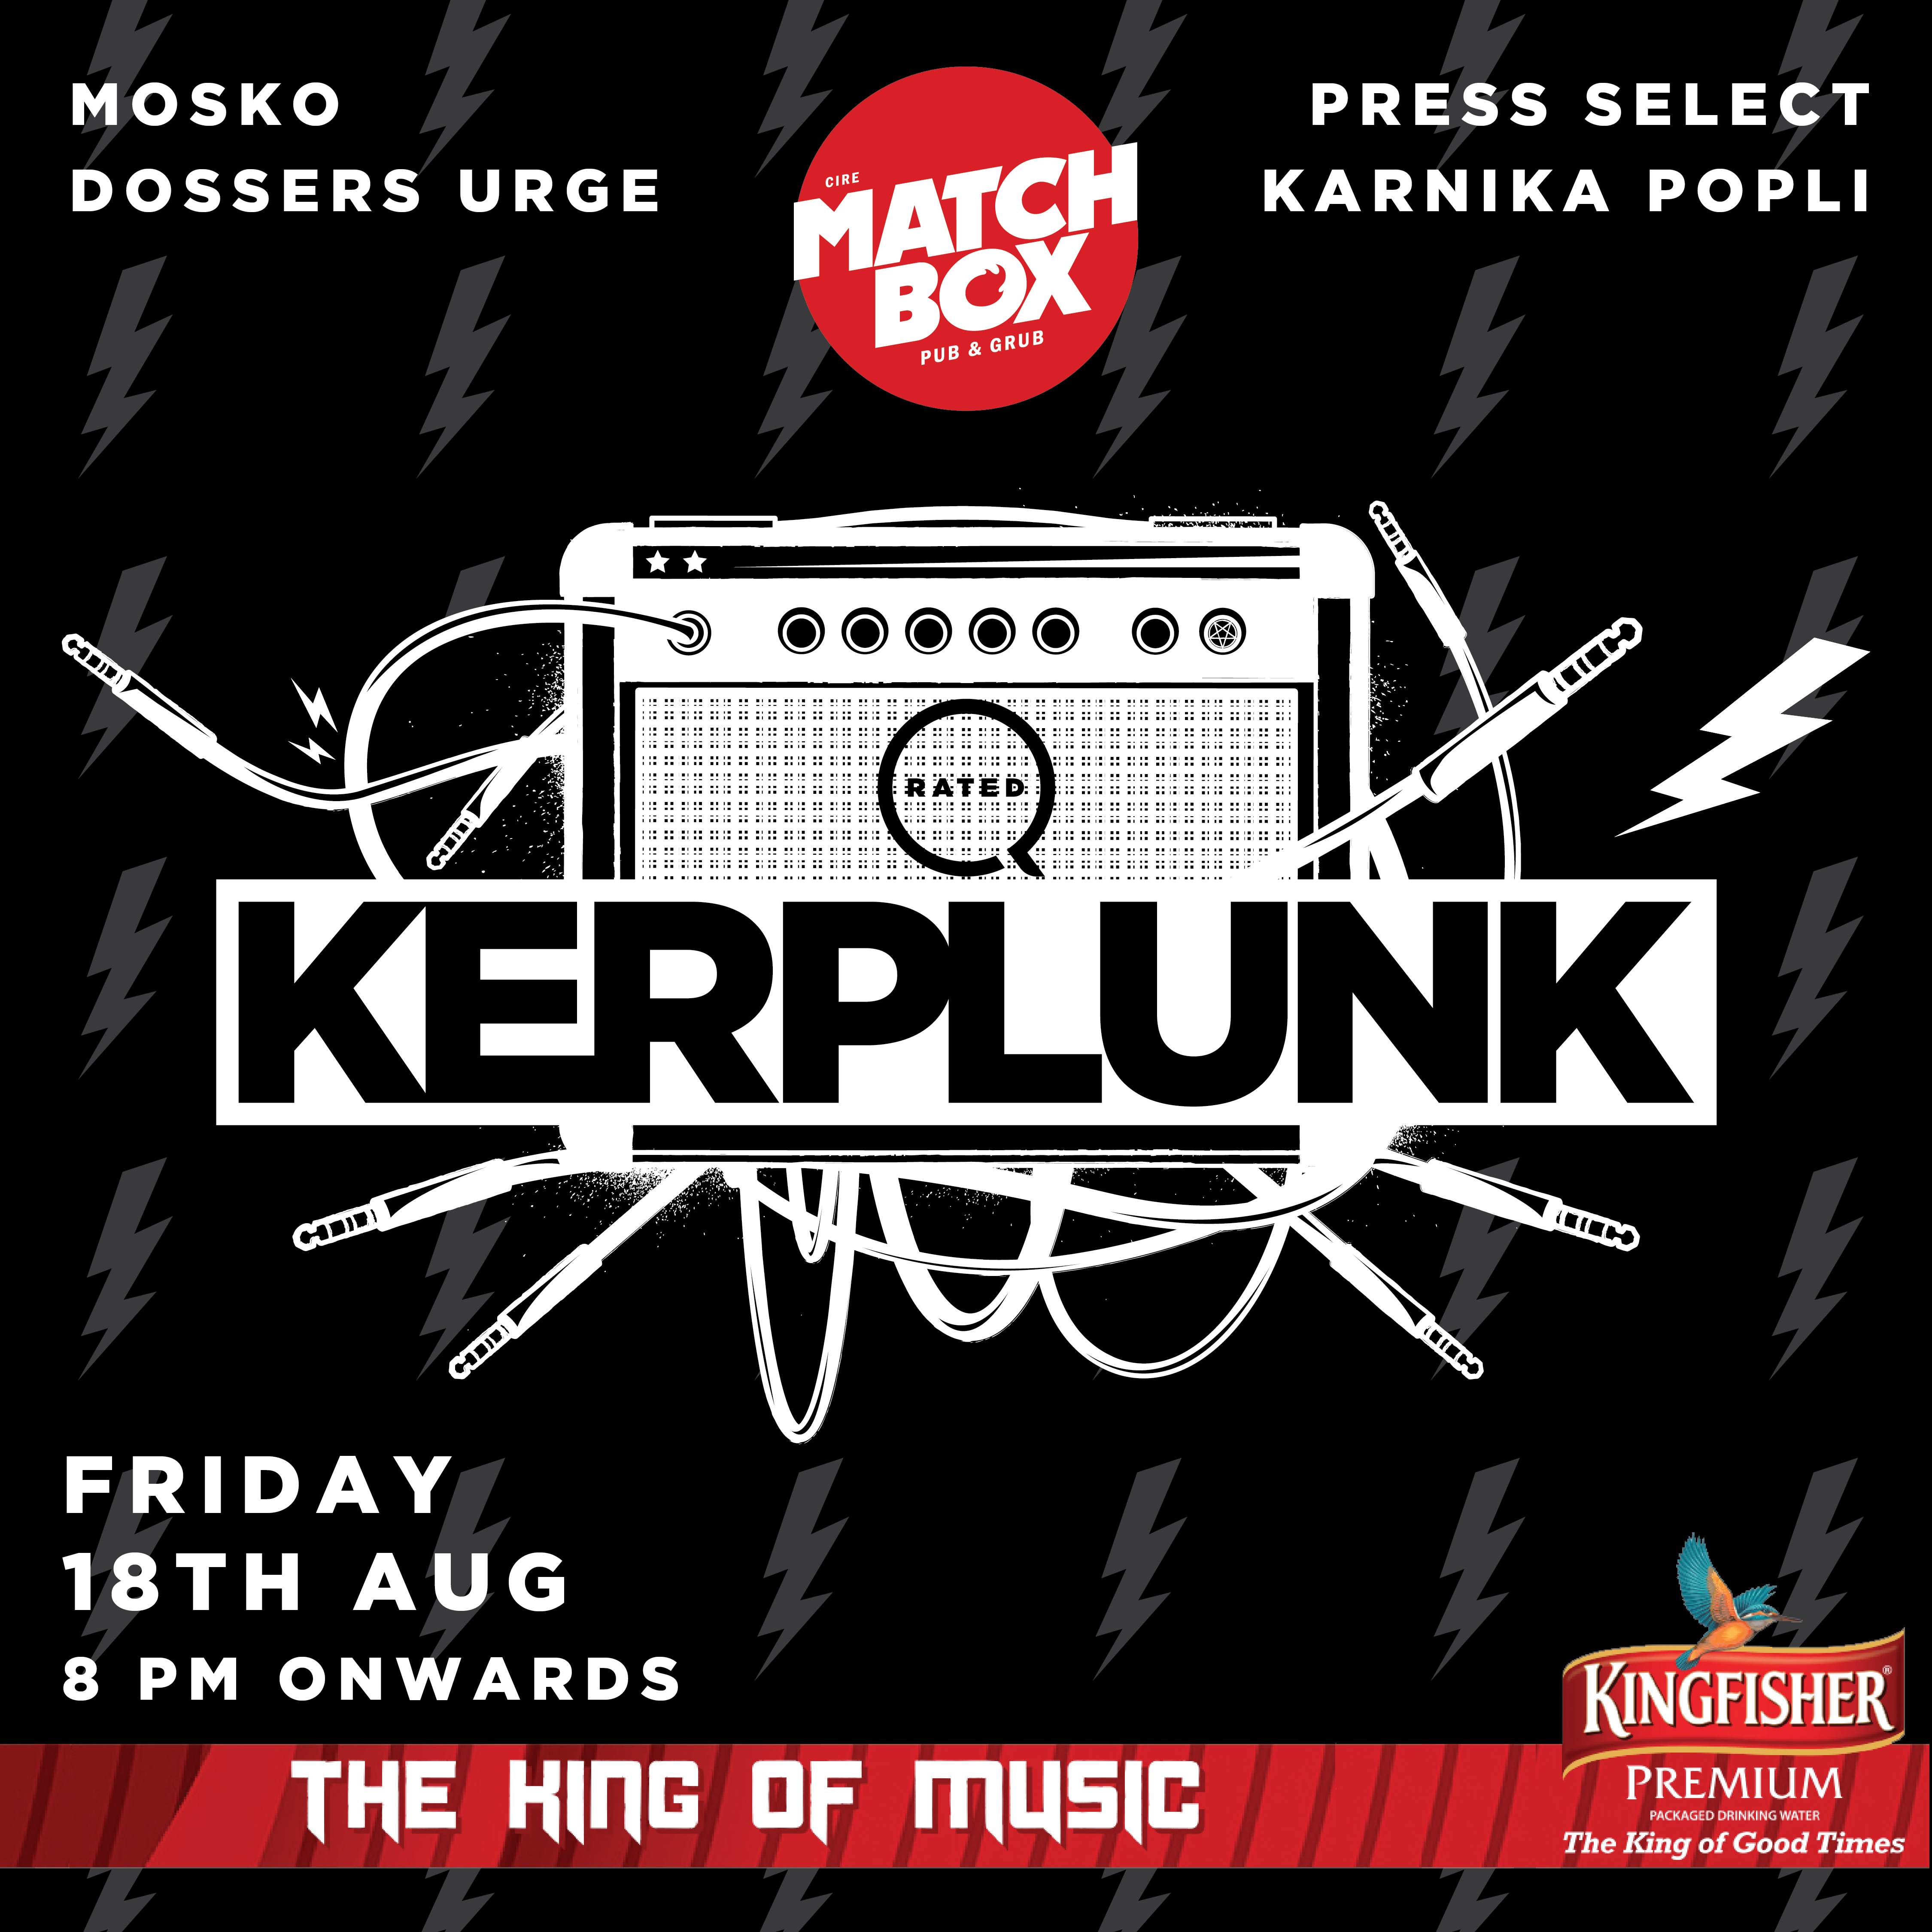 MOSKO
DOSSERS URGE
CIRE
MATCH
BOX
PUB & GRUB
PRESS SELECT
KARNIKA POPLI
Q
RATED
KERPLUNK
FRIDAY
18TH AUG
8 PM ONWARDS
THE KING OF MUSIC
KINGFISHER®
PREMIUM
PACKAGED DRINKING WATER
The King of Good Times